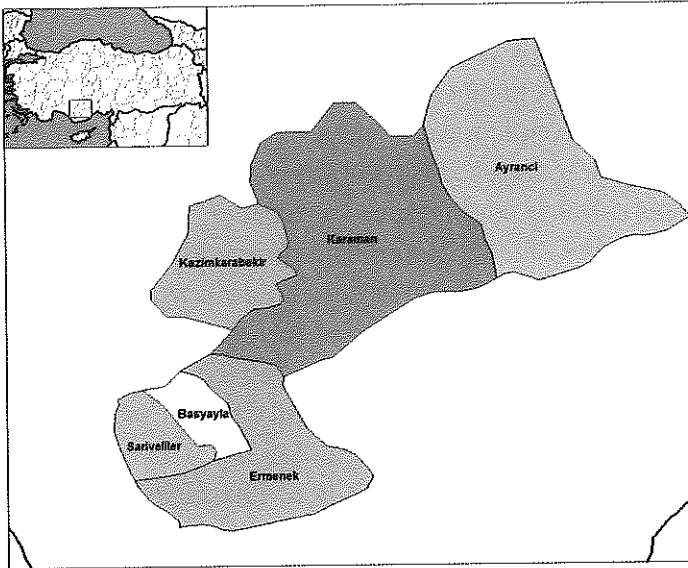 Ayranci
Karaman
Kazimkarabekir
Basyayla
Sariveliler
Ermenek